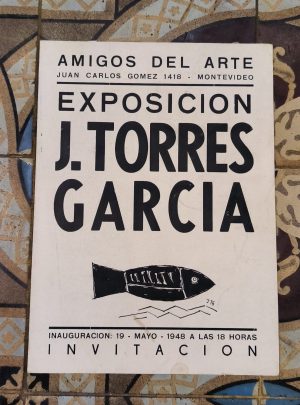 AMIGOS DEL ARTE
JUAN CARLOS GOMEZ 1418 - MONTEVIDEO
EXPOSICION
J. TORRES
GARCIA
INAUGURACION: 19 - MAYO - 1948 A LAS 18 HORAS
INVITACION